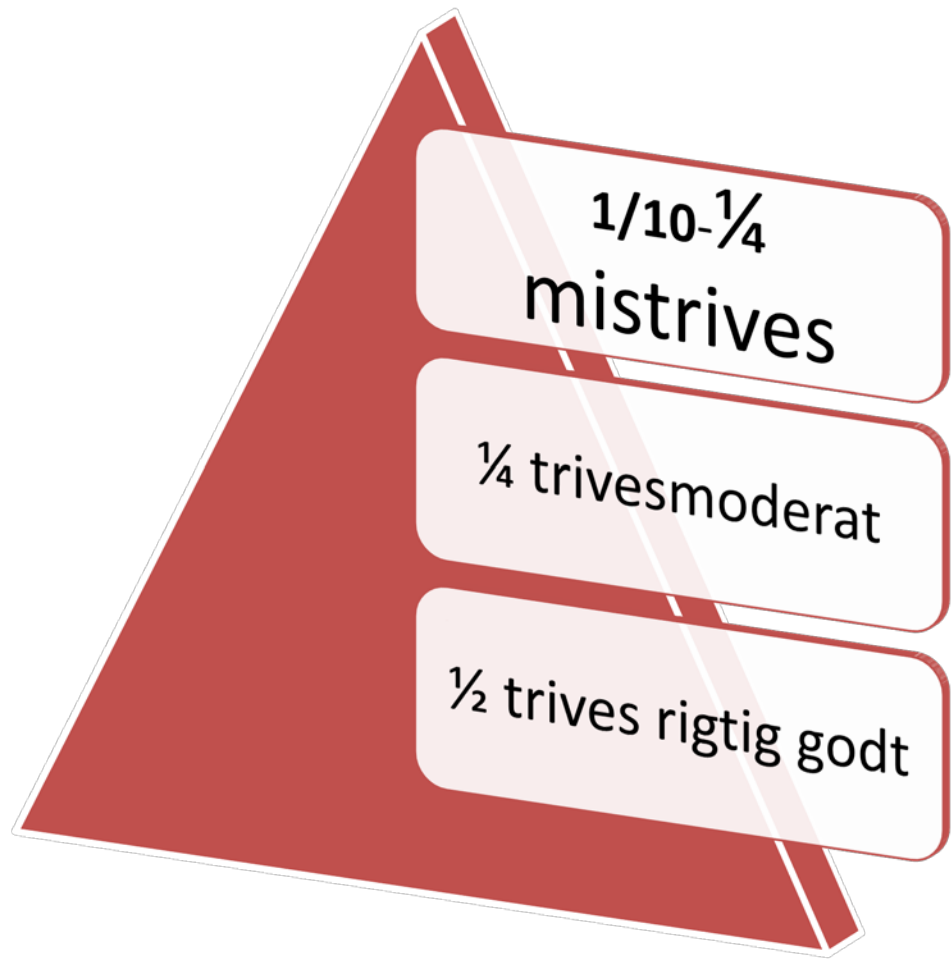 1/10-¼
mistrives
¼ trivesmoderat
½ trives rigtig godt